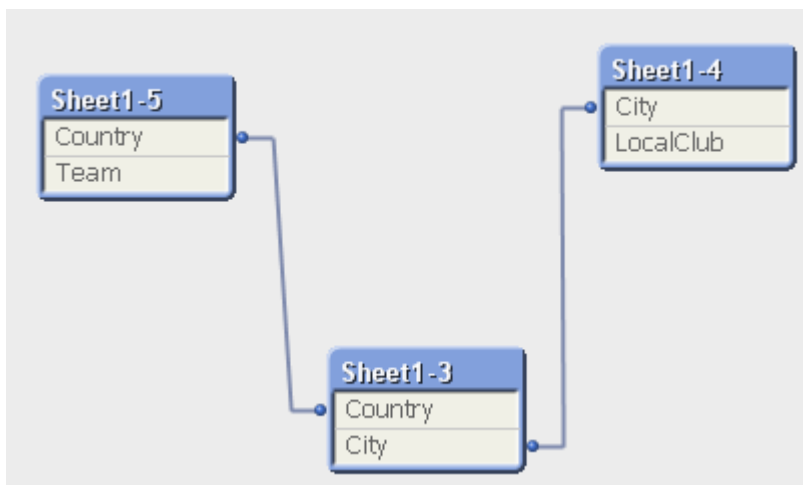 Sheet1-5
Country
Team
Sheet1-4
City
LocalClub
Sheet1-3
Country
City